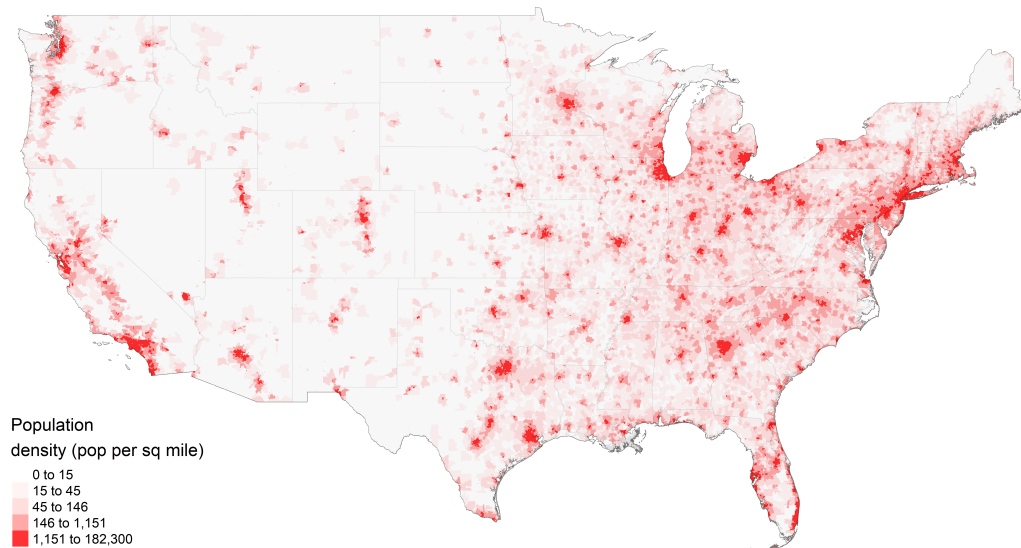 Population
density (pop per sq mile)
0 to 15
15 to 45
45 to 146
146 to 1,151
1,151 to 182,300